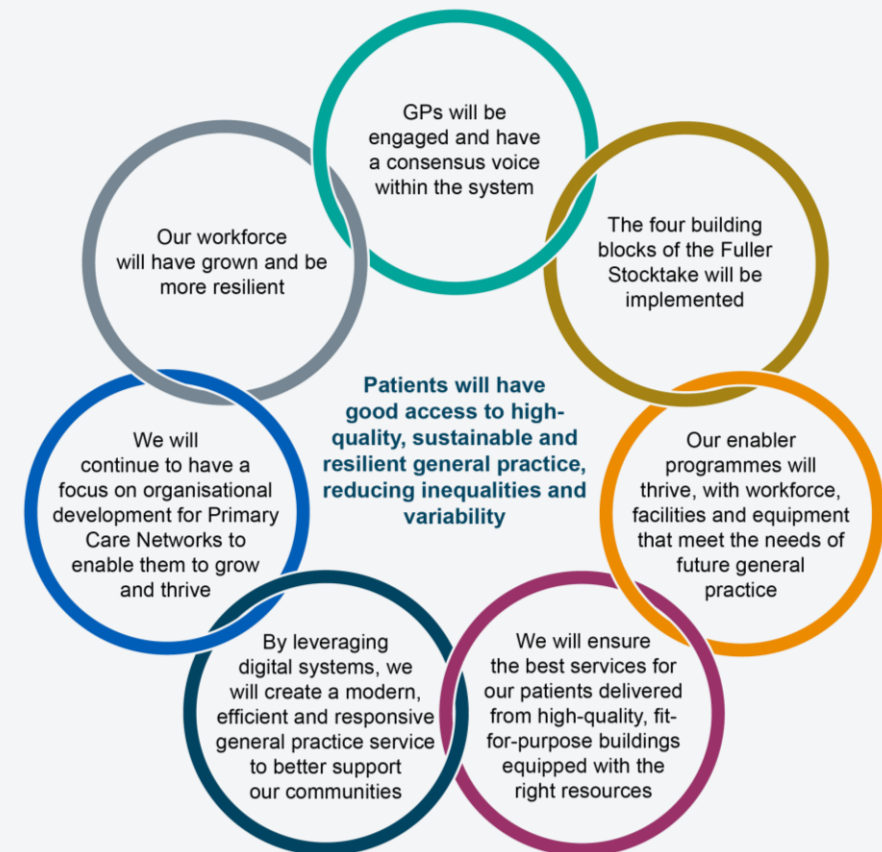 GPs will be
engaged and have
a consensus voice
within the system
The four building
blocks of the Fuller
Stocktake will be
implemented
Our enabler
programmes will
thrive, with workforce,
facilities and equipment
that meet the needs of
future general
practice
We will ensure
the best services for
our patients delivered
from high-quality, fit-
for-purpose buildings
equipped with the
right resources
By leveraging
digital systems, we
will create a modern,
efficient and responsive
general practice service
to better support
our communities
We will
continue to have a
focus on organisational
development for Primary
Care Networks to
enable them to grow
and thrive
Our workforce
will have grown and be
more resilient
Patients will have
good access to high-
quality, sustainable and
resilient general practice,
reducing inequalities and
variability